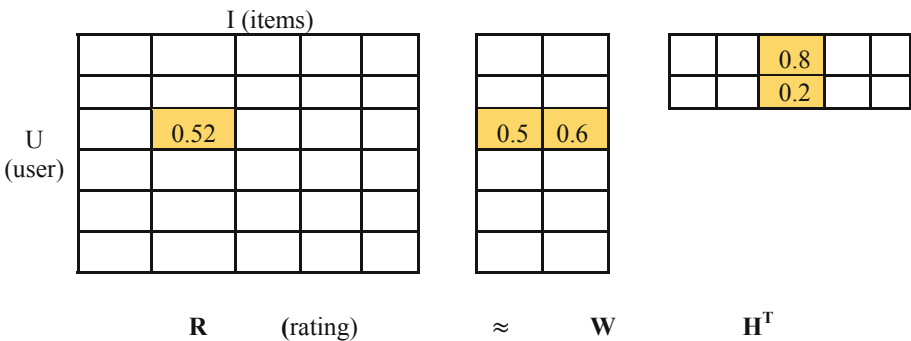 I (items)
0.8
0.2
0.52 0.5 0.6
U
(user)
R (rating) ≈ W H^T